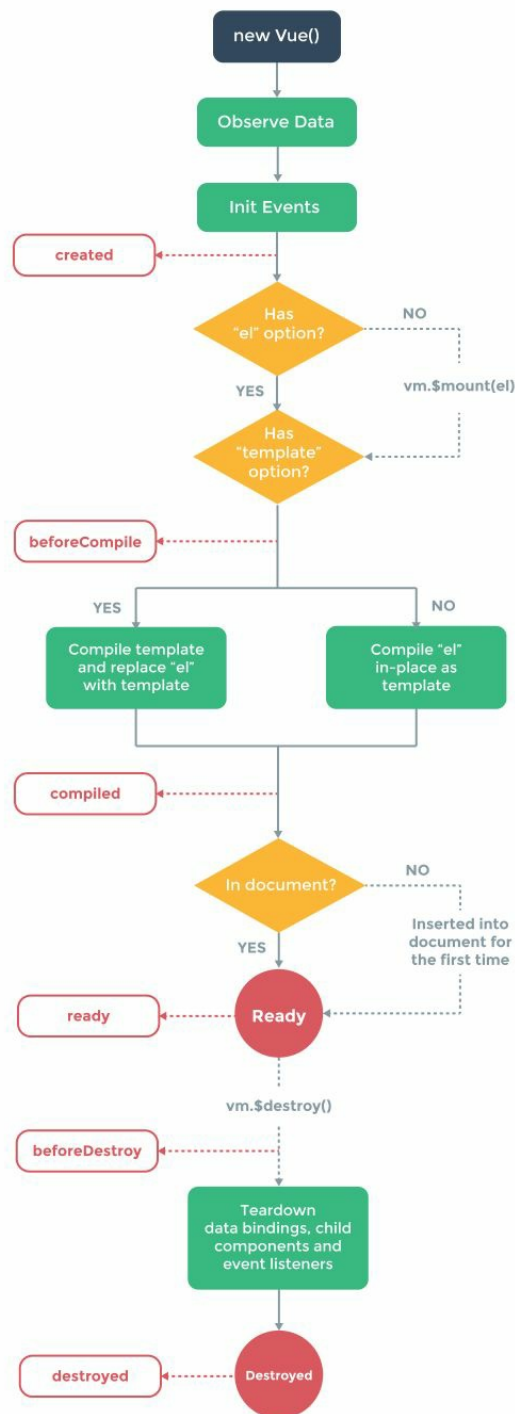 new Vue()
Observe Data
Init Events
created
Has
"el" option?
NO
YES
vm.$mount(el)
Has
"template"
option?
beforeCompile
YES
NO
Compile template
and replace "el"
with template
Compile "el"
in-place as
template
compiled
In document?
NO
YES
Inserted into
document for
the first time
ready
Ready
vm.$destroy()
beforeDestroy
Teardown
data bindings, child
components and
event listeners
destroyed
Destroyed